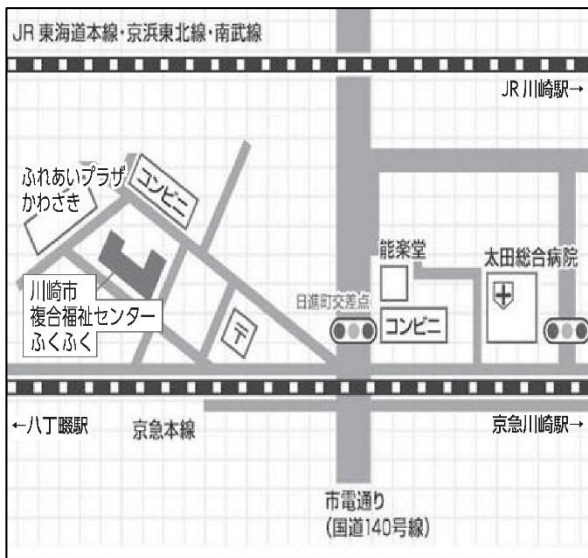 JR 東海道本線・京浜東北線・南武線
JR 川崎駅→
ふれあいプラザ
かわさき
コンビニ
能楽堂
太田総合病院
川崎市
複合福祉センター
ふくふく
〒
日進町交差点
コンビニ
←八丁畷駅
京急本線
京急川崎駅→
市電通り
(国道140号線)